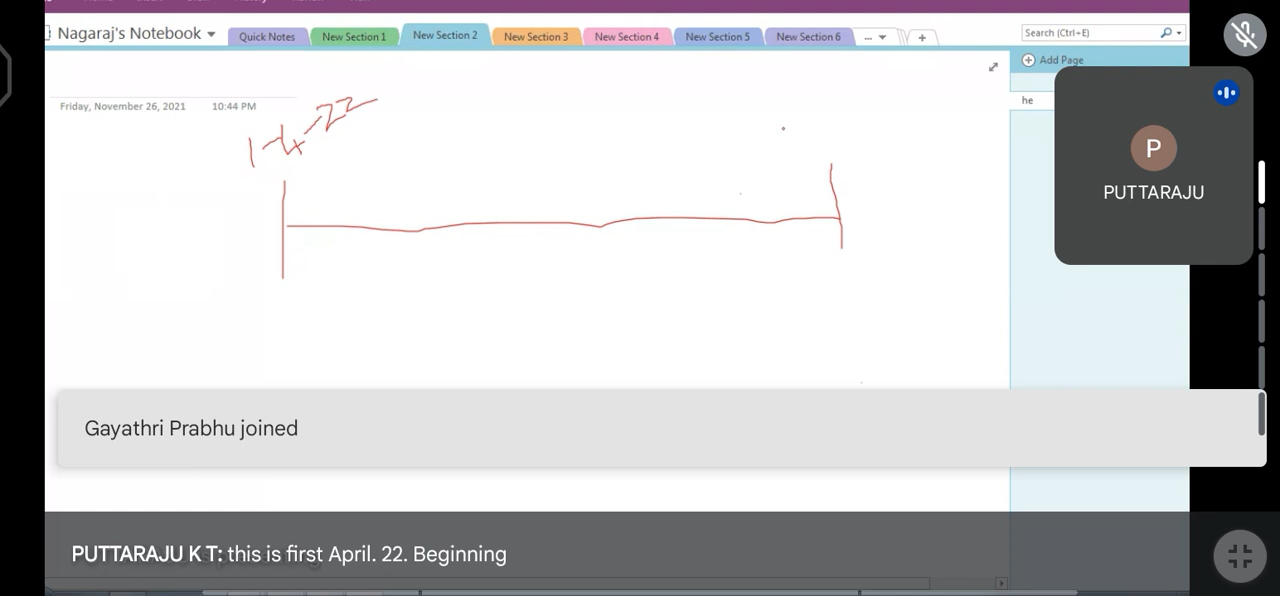 Nagaraj's Notebook
Quick Notes
New Section 1
New Section 2
New Section 3
New Section 4
New Section 5
New Section 6
...
+
Search (Ctrl+E)
Add Page
he
Friday, November 26, 2021 10:44 PM
1-4-22
P
PUTTARAJU
Gayathri Prabhu joined
PUTTARAJU K T: this is first April. 22. Beginning